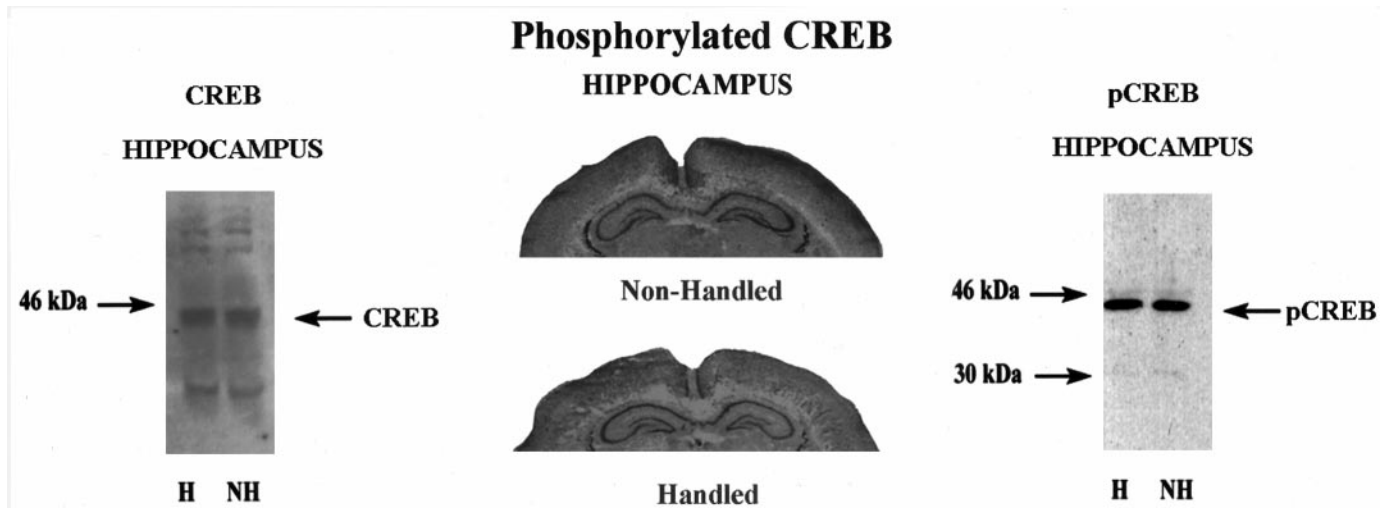 Phosphorylated CREB
HIPPOCAMPUS
CREB
HIPPOCAMPUS
46 kDa
CREB
H NH
Non-Handled
Handled
pCREB
HIPPOCAMPUS
46 kDa
pCREB
30 kDa
H NH